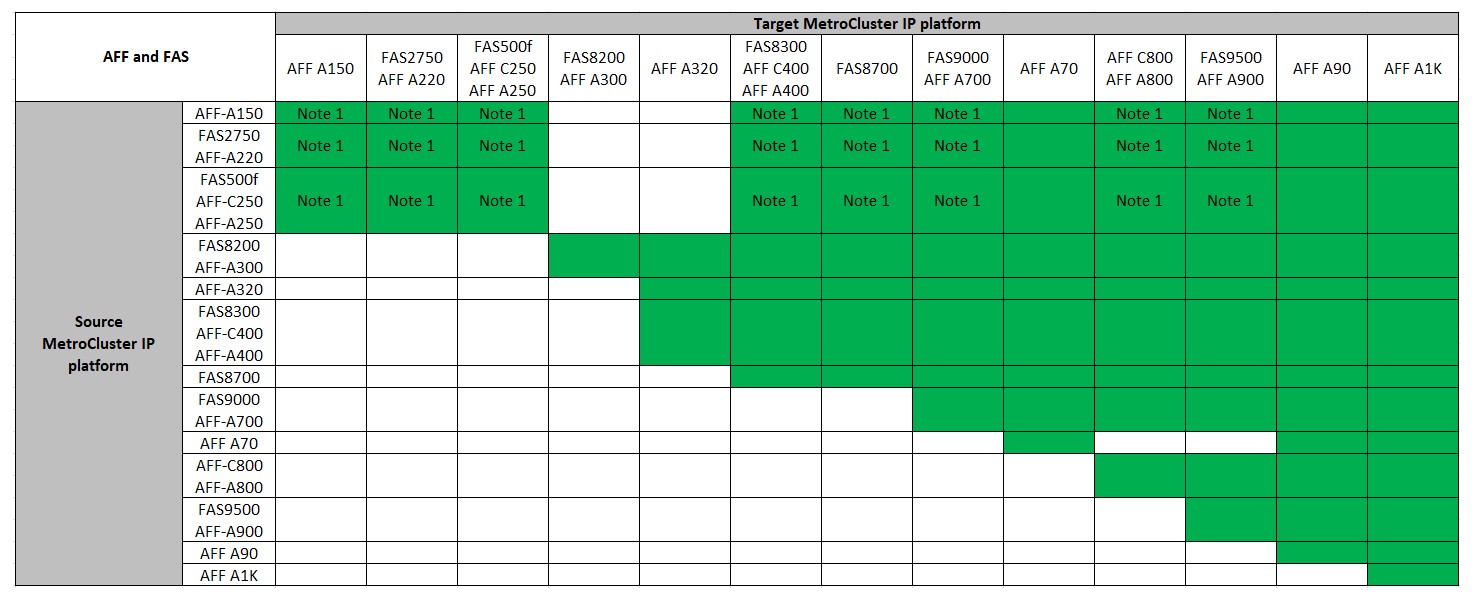 Target MetroCluster IP platform
AFF and FAS
AFF A150
FAS2750
AFF A220
FAS500f
AFF C250
AFF A250
FAS8200
AFF A300
AFF A320
FAS8300
AFF C400
AFF A400
FAS8700
FAS9000
AFF A700
AFF A70
AFF C800
AFF A800
FAS9500
AFF A900
AFF A90
AFF A1K
Source
MetroCluster IP
platform
AFF-A150 Note 1 Note 1 Note 1 Note 1 Note 1 Note 1 Note 1 Note 1
FAS2750
AFF-A220
Note 1 Note 1 Note 1 Note 1 Note 1 Note 1 Note 1 Note 1
FAS500f
AFF-C250
AFF-A250
Note 1 Note 1 Note 1 Note 1 Note 1 Note 1 Note 1 Note 1
FAS8200
AFF-A300
AFF-A320
FAS8300
AFF-C400
AFF-A400
FAS8700
FAS9000
AFF-A700
AFF A70
AFF-C800
AFF-A800
FAS9500
AFF-A900
AFF A90
AFF A1K